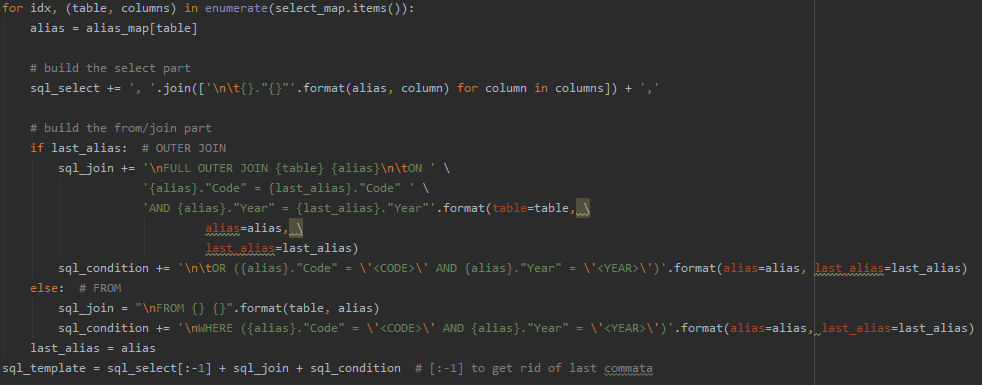 for idx, (table, columns) in enumerate(select_map.items()):
    alias = alias_map[table]
    # build the select part
    sql_select += ', '.join(['\n\t{}."{}"'.format(alias, column) for column in columns]) + ','
    # build the from/join part
    if last_alias:  # OUTER JOIN
        sql_join += '\nFULL OUTER JOIN {table} {alias}\n\tON ' \
                    '{alias}."Code" = {last_alias}."Code" ' \
                    'AND {alias}."Year" = {last_alias}."Year"'.format(table=table, \
                             alias=alias, \
                             last_alias=last_alias)
        sql_condition += '\n\tOR ({alias}."Code" = \'<CODE>\' AND {alias}."Year" = \'<YEAR>\')'.format(alias=alias, last_alias=last_alias)
    else:  # FROM
        sql_join = "\nFROM {} {}".format(table, alias)
        sql_condition += '\nWHERE ({alias}."Code" = \'<CODE>\' AND {alias}."Year" = \'<YEAR>\')'.format(alias=alias, last_alias=last_alias)
    last_alias = alias
sql_template = sql_select[:-1] + sql_join + sql_condition  # [:-1] to get rid of last commata